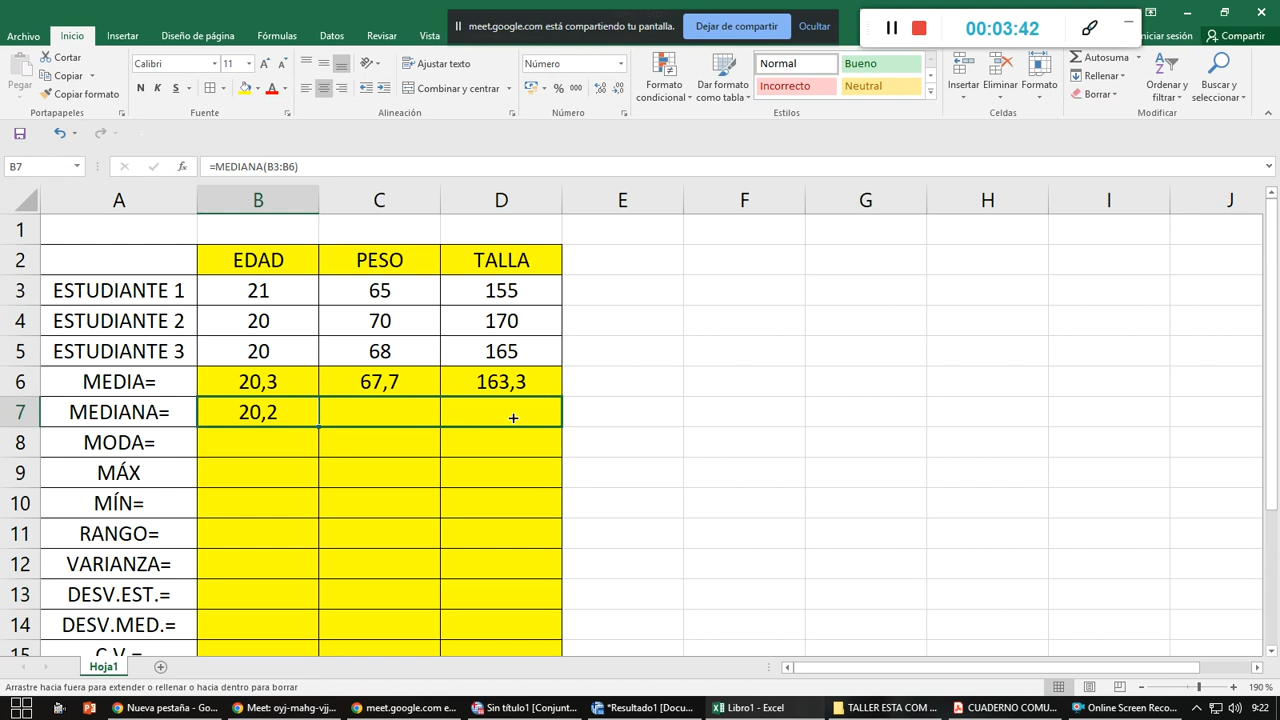 meet.google.com está compartiendo tu pantalla.
Dejar de compartir
Ocultar
00:03:42
Archivo
Inicio
Insertar
Diseño de página
Fórmulas
Datos
Revisar
Vista
Compartir
Pegar
Cortar
Copiar
Copiar formato
Portapapeles
Calibri
11
N K S
Fuente
Ajustar texto
Combinar y centrar
Alineación
Número
% 000
Número
Formato condicional
Dar formato como tabla
Normal
Bueno
Incorrecto
Neutral
Estilos
Insertar
Eliminar
Formato
Celdas
Autosuma
Rellenar
Borrar
Ordenar y filtrar
Buscar y seleccionar
Modificar
B7
fx
=MEDIANA(B3:B6)
A B C D E F G H I J
1
2 EDAD PESO TALLA
3 ESTUDIANTE 1 21 65 155
4 ESTUDIANTE 2 20 70 170
5 ESTUDIANTE 3 20 68 165
6 MEDIA= 20,3 67,7 163,3
7 MEDIANA= 20,2
8 MODA=
9 MÁX
10 MÍN=
11 RANGO=
12 VARIANZA=
13 DESV.EST.=
14 DESV.MED.=
15 C.V.=
Hoja1
Arrastre hacia fuera para extender o rellenar o hacia dentro para borrar
190 %
Nueva pestaña - Go...
Meet: oyj-mahg-vjj...
meet.google.com e...
Sin título1 [Conjunt...
*Resultado1 [Docu...
Libro1 - Excel
TALLER ESTA COM ...
CUADERNO COMU...
Online Screen Reco...
9:22